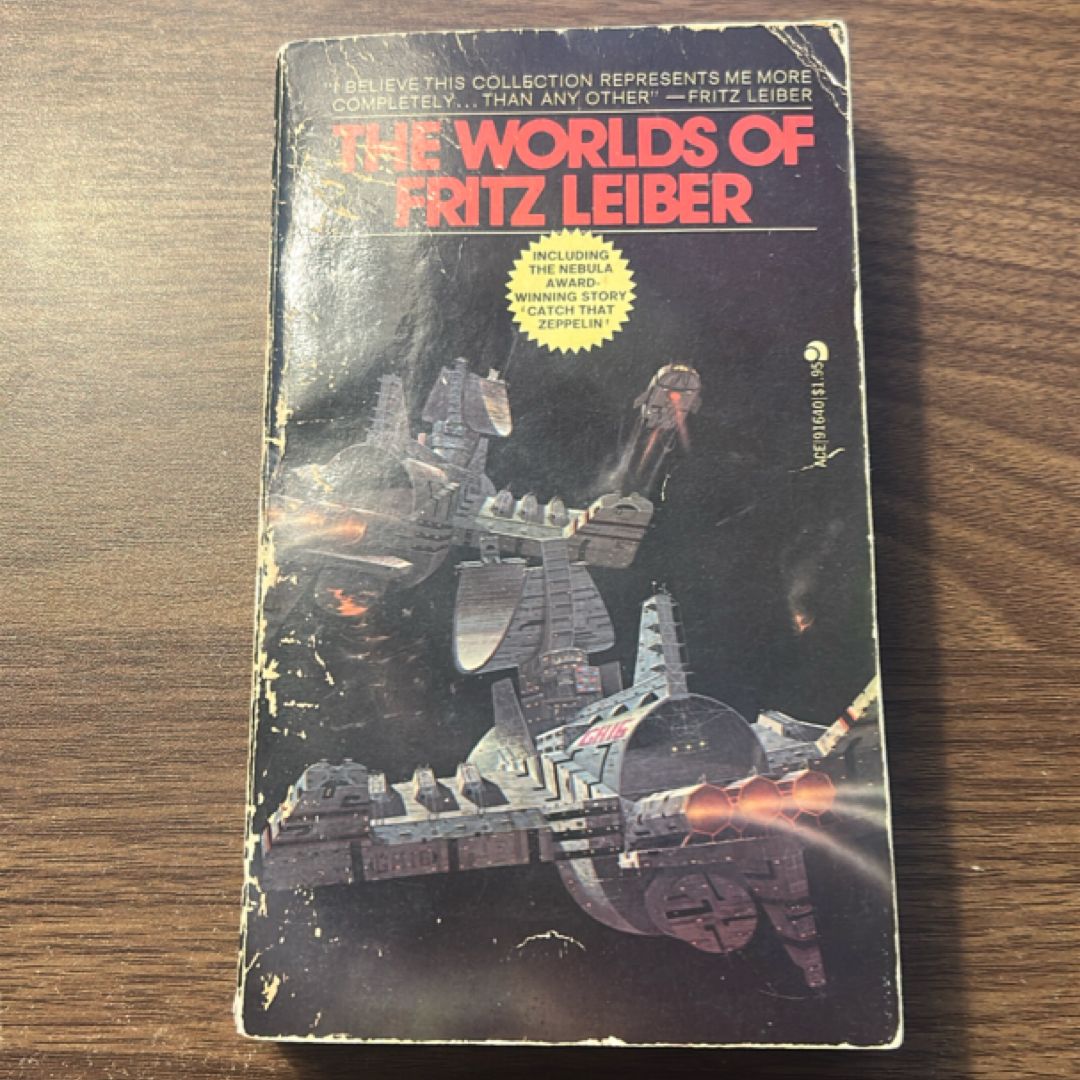 "I BELIEVE THIS COLLECTION REPRESENTS ME MORE
COMPLETELY... THAN ANY OTHER" —FRITZ LEIBER
THE WORLDS OF
FRITZ LEIBER
INCLUDING
THE NEBULA
AWARD-
WINNING STORY
'CATCH THAT
ZEPPELIN'
ACE|91640|$1.95
GH16